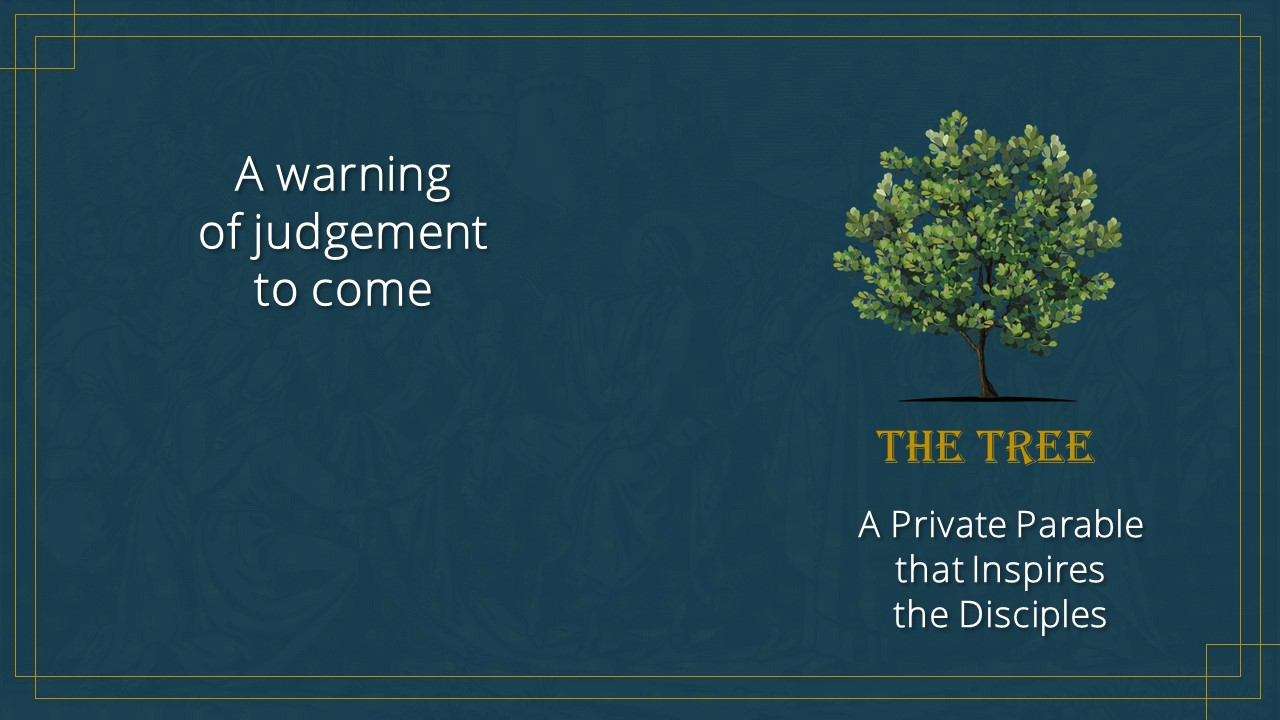 A warning
of judgement
to come
THE TREE
A Private Parable
that Inspires
the Disciples